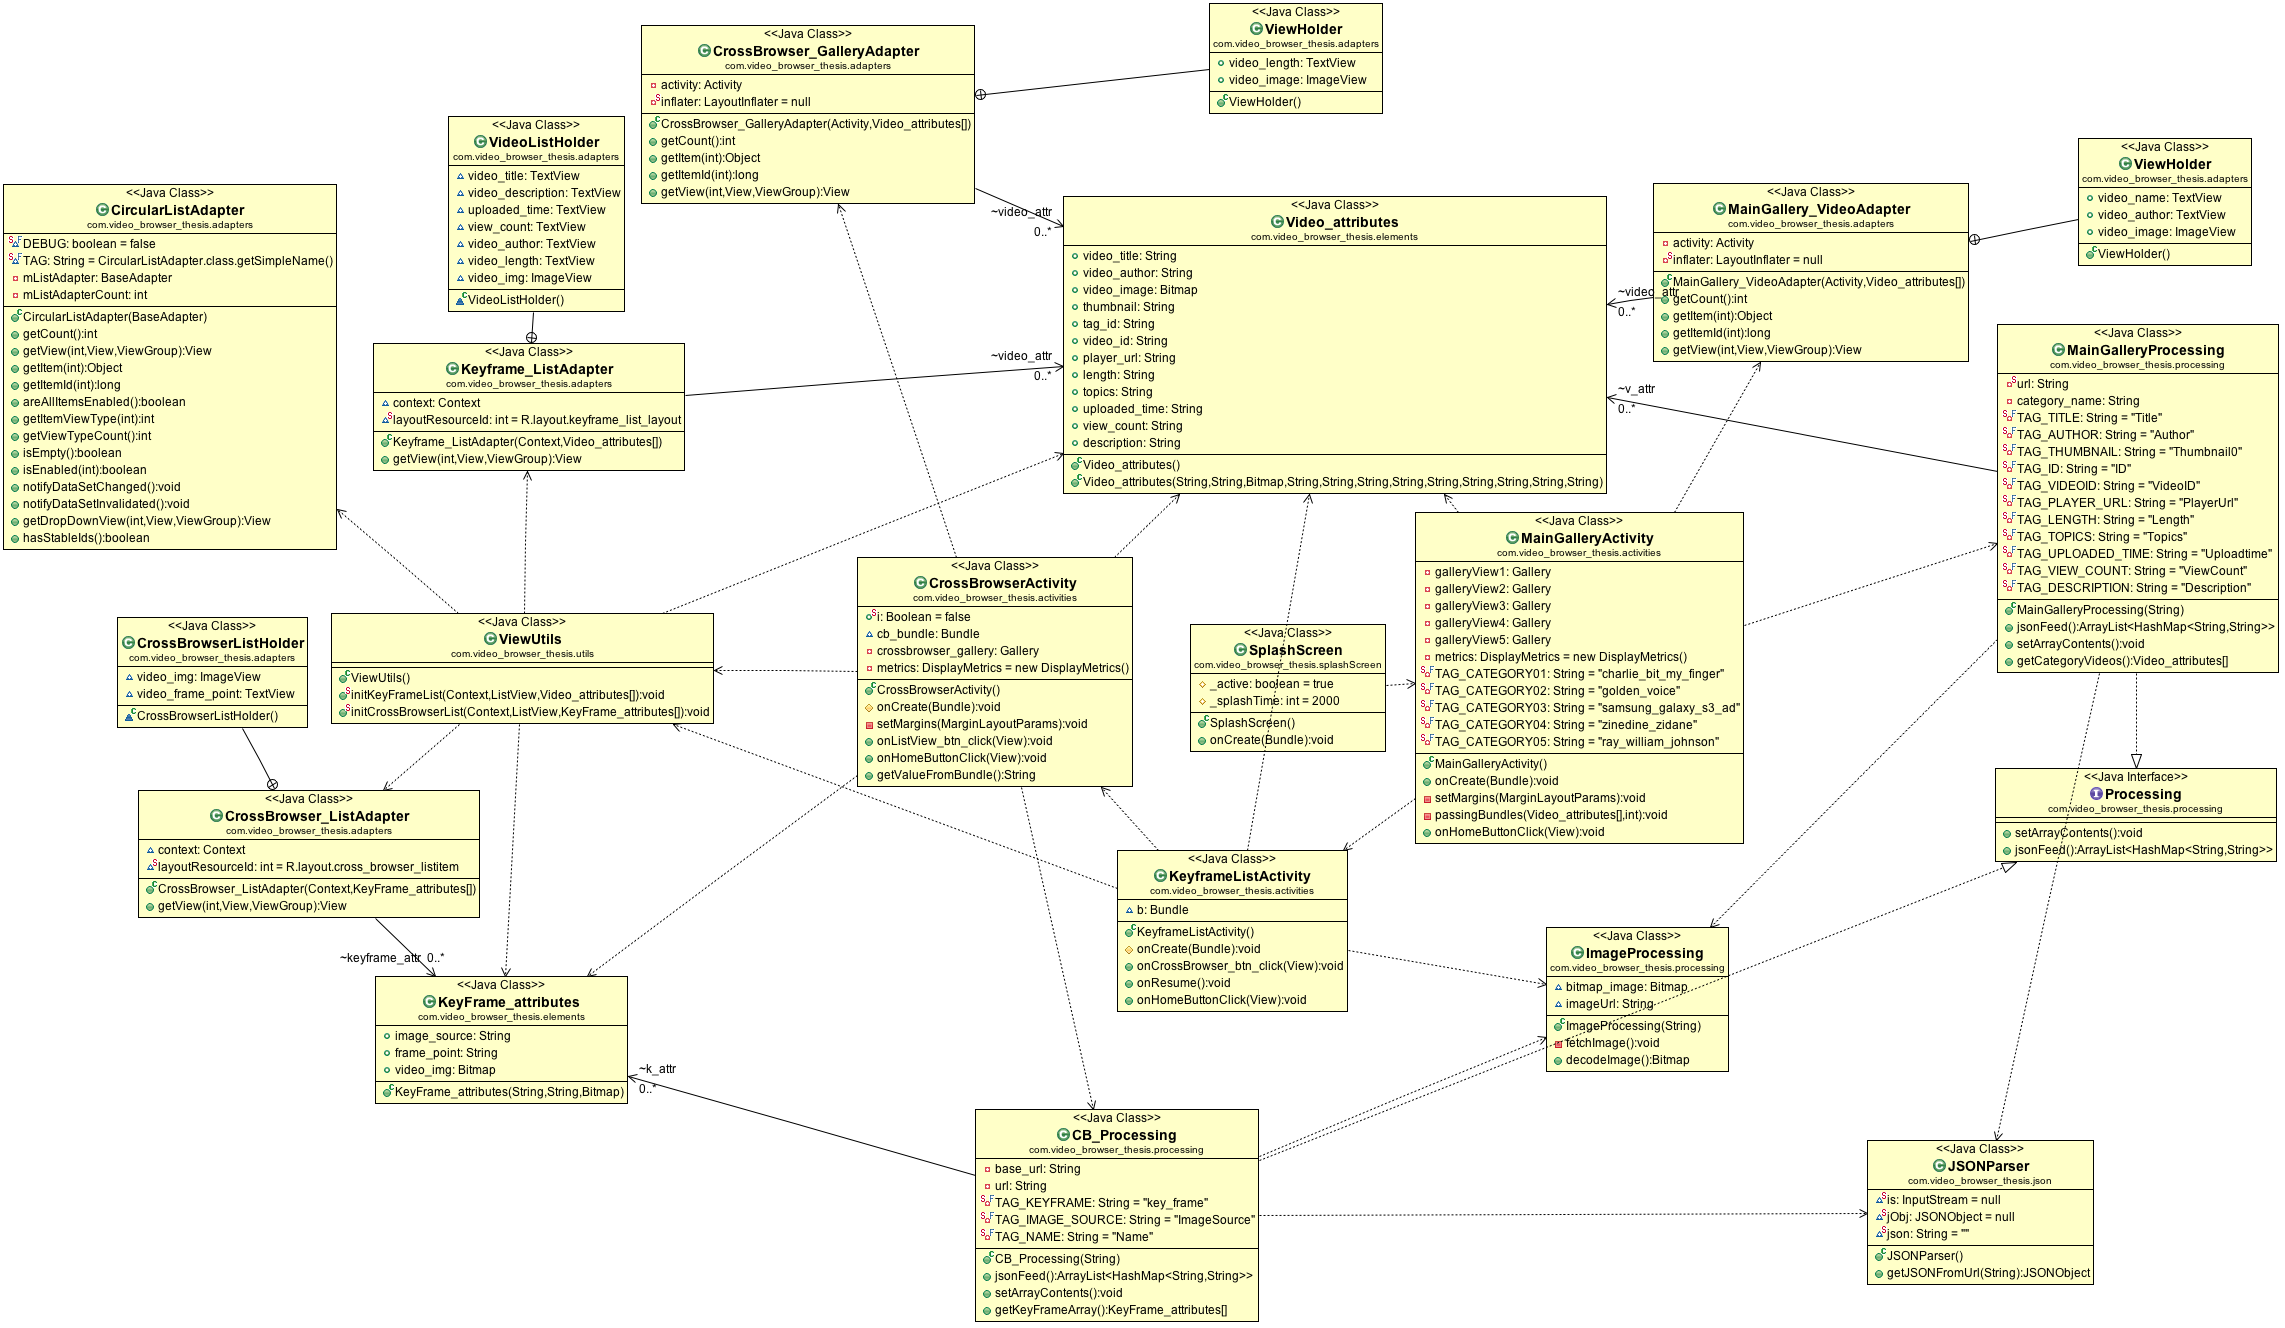 <<Java Class>>
CrossBrowser_GalleryAdapter
com.video_browser_thesis.adapters
activity: Activity
inflater: LayoutInflater = null
CrossBrowser_GalleryAdapter(Activity,Video_attributes[])
getCount():int
getItem(int):Object
getItemId(int):long
getView(int,View,ViewGroup):View
<<Java Class>>
ViewHolder
com.video_browser_thesis.adapters
video_length: TextView
video_image: ImageView
ViewHolder()
<<Java Class>>
VideoListHolder
com.video_browser_thesis.adapters
video_title: TextView
video_description: TextView
uploaded_time: TextView
view_count: TextView
video_author: TextView
video_length: TextView
video_img: ImageView
VideoListHolder()
<<Java Class>>
ViewHolder
com.video_browser_thesis.adapters
video_name: TextView
video_author: TextView
video_image: ImageView
ViewHolder()
<<Java Class>>
CircularListAdapter
com.video_browser_thesis.adapters
DEBUG: boolean = false
TAG: String = CircularListAdapter.class.getSimpleName()
mListAdapter: BaseAdapter
mListAdapterCount: int
CircularListAdapter(BaseAdapter)
getCount():int
getView(int,View,ViewGroup):View
getItem(int):Object
getItemId(int):long
areAllItemsEnabled():boolean
getItemViewType(int):int
getViewTypeCount():int
isEmpty():boolean
isEnabled(int):boolean
notifyDataSetChanged():void
notifyDataSetInvalidated():void
getDropDownView(int,View,ViewGroup):View
hasStableIds():boolean
<<Java Class>>
Keyframe_ListAdapter
com.video_browser_thesis.adapters
context: Context
layoutResourceId: int = R.layout.keyframe_list_layout
Keyframe_ListAdapter(Context,Video_attributes[])
getView(int,View,ViewGroup):View
~video_attr
0..*
~video_attr
0..*
<<Java Class>>
Video_attributes
com.video_browser_thesis.elements
video_title: String
video_author: String
video_image: Bitmap
thumbnail: String
tag_id: String
video_id: String
player_url: String
length: String
topics: String
uploaded_time: String
view_count: String
description: String
Video_attributes()
Video_attributes(String,String,Bitmap,String,String,String,String,String,String,String,String,String)
~video_attr
0..*
~v_attr
0..*
<<Java Class>>
MainGallery_VideoAdapter
com.video_browser_thesis.adapters
activity: Activity
inflater: LayoutInflater = null
MainGallery_VideoAdapter(Activity,Video_attributes[])
getCount():int
getItem(int):Object
getItemId(int):long
getView(int,View,ViewGroup):View
<<Java Class>>
MainGalleryProcessing
com.video_browser_thesis.processing
url: String
category_name: String
TAG_TITLE: String = "Title"
TAG_AUTHOR: String = "Author"
TAG_THUMBNAIL: String = "Thumbnail0"
TAG_ID: String = "ID"
TAG_VIDEOID: String = "VideoID"
TAG_PLAYER_URL: String = "PlayerUrl"
TAG_LENGTH: String = "Length"
TAG_TOPICS: String = "Topics"
TAG_UPLOADED_TIME: String = "Uploadtime"
TAG_VIEW_COUNT: String = "ViewCount"
TAG_DESCRIPTION: String = "Description"
MainGalleryProcessing(String)
jsonFeed():ArrayList<HashMap<String,String>>
setArrayContents():void
getCategoryVideos():Video_attributes[]
<<Java Class>>
MainGalleryActivity
com.video_browser_thesis.activities
galleryView1: Gallery
galleryView2: Gallery
galleryView3: Gallery
galleryView4: Gallery
galleryView5: Gallery
metrics: DisplayMetrics = new DisplayMetrics()
TAG_CATEGORY01: String = "charlie_bit_my_finger"
TAG_CATEGORY02: String = "golden_voice"
TAG_CATEGORY03: String = "samsung_galaxy_s3_ad"
TAG_CATEGORY04: String = "zinedine_zidane"
TAG_CATEGORY05: String = "ray_william_johnson"
MainGalleryActivity()
onCreate(Bundle):void
setMargins(MarginLayoutParams):void
passingBundles(Video_attributes[],int):void
onHomeButtonClick(View):void
<<Java Class>>
CrossBrowserActivity
com.video_browser_thesis.activities
i: Boolean = false
cb_bundle: Bundle
crossbrowser_gallery: Gallery
metrics: DisplayMetrics = new DisplayMetrics()
CrossBrowserActivity()
onCreate(Bundle):void
setMargins(MarginLayoutParams):void
onListView_btn_click(View):void
onHomeButtonClick(View):void
getValueFromBundle():String
<<Java Class>>
SplashScreen
com.video_browser_thesis.splashScreen
_active: boolean = true
_splashTime: int = 2000
SplashScreen()
onCreate(Bundle):void
<<Java Class>>
CrossBrowserListHolder
com.video_browser_thesis.adapters
video_img: ImageView
video_frame_point: TextView
CrossBrowserListHolder()
<<Java Class>>
ViewUtils
com.video_browser_thesis.utils
ViewUtils()
initKeyFrameList(Context,ListView,Video_attributes[]):void
initCrossBrowserList(Context,ListView,KeyFrame_attributes[]):void
<<Java Class>>
CrossBrowser_ListAdapter
com.video_browser_thesis.adapters
context: Context
layoutResourceId: int = R.layout.cross_browser_listitem
CrossBrowser_ListAdapter(Context,KeyFrame_attributes[])
getView(int,View,ViewGroup):View
<<Java Interface>>
Processing
com.video_browser_thesis.processing
setArrayContents():void
jsonFeed():ArrayList<HashMap<String,String>>
<<Java Class>>
KeyframeListActivity
com.video_browser_thesis.activities
b: Bundle
KeyframeListActivity()
onCreate(Bundle):void
onCrossBrowser_btn_click(View):void
onResume():void
onHomeButtonClick(View):void
<<Java Class>>
ImageProcessing
com.video_browser_thesis.processing
bitmap_image: Bitmap
imageUrl: String
ImageProcessing(String)
fetchImage():void
decodeImage():Bitmap
~keyframe_attr 0..*
<<Java Class>>
KeyFrame_attributes
com.video_browser_thesis.elements
image_source: String
frame_point: String
video_img: Bitmap
KeyFrame_attributes(String,String,Bitmap)
~k_attr
0..*
<<Java Class>>
CB_Processing
com.video_browser_thesis.processing
base_url: String
url: String
TAG_KEYFRAME: String = "key_frame"
TAG_IMAGE_SOURCE: String = "ImageSource"
TAG_NAME: String = "Name"
CB_Processing(String)
jsonFeed():ArrayList<HashMap<String,String>>
setArrayContents():void
getKeyFrameArray():KeyFrame_attributes[]
<<Java Class>>
JSONParser
com.video_browser_thesis.json
is: InputStream = null
jObj: JSONObject = null
json: String = ""
JSONParser()
getJSONFromUrl(String):JSONObject